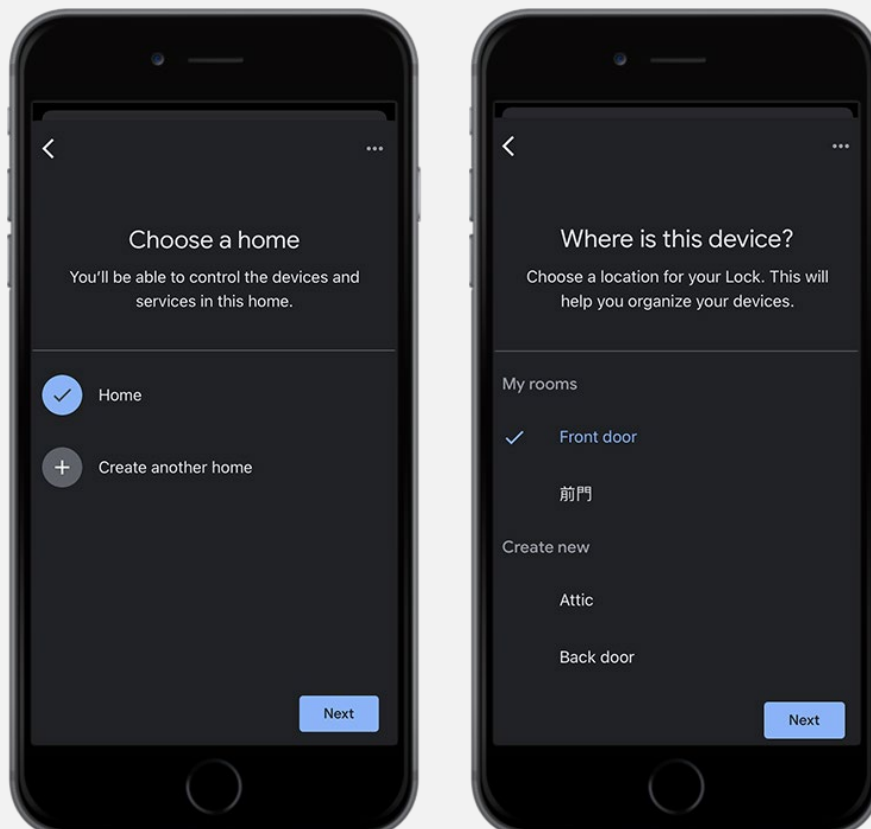 Choose a home
You'll be able to control the devices and
services in this home.
Home
Create another home
Next
Where is this device?
Choose a location for your Lock. This will
help you organize your devices.
My rooms
Front door
前門
Create new
Attic
Back door
Next